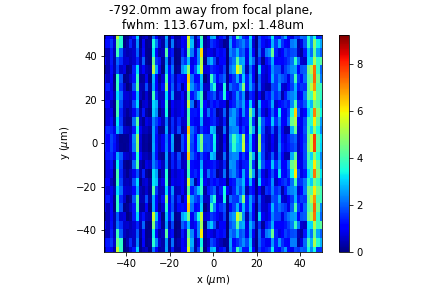 -792.0mm away from focal plane,
fwhm: 113.67um, pxl: 1.48um
40
20
0
−20
−40
y (μm)
−40 −20 0 20 40
x (μm)
8
6
4
2
0